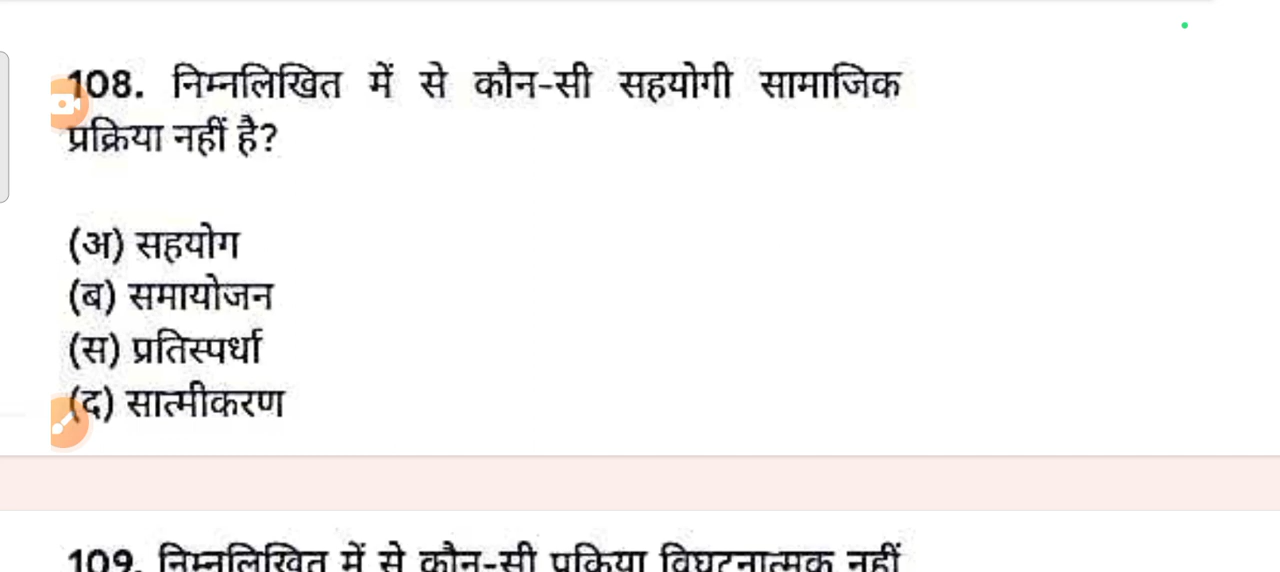 108. निम्नलिखित में से कौन-सी सहयोगी सामाजिक
प्रक्रिया नहीं है?
(अ) सहयोग
(ब) समायोजन
(स) प्रतिस्पर्धा
(द) सात्मीकरण
109. निम्नलिखित में से कौन-सी प्रक्रिया विघटनात्मक नहीं